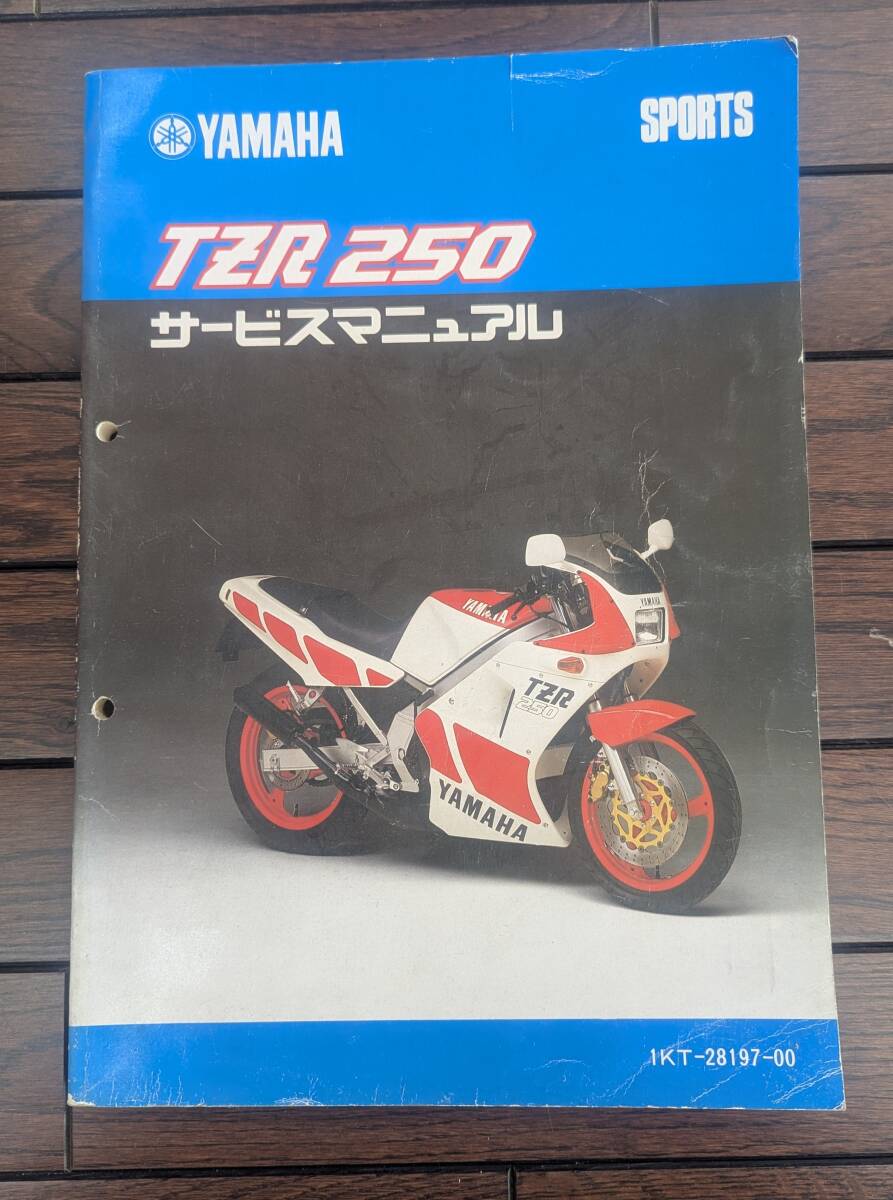 YAMAHA
SPORTS
TZR 250
サービスマニュアル
YAMAHA
YAMAHA
TZR
250
YAMAHA
1KT-28197-00